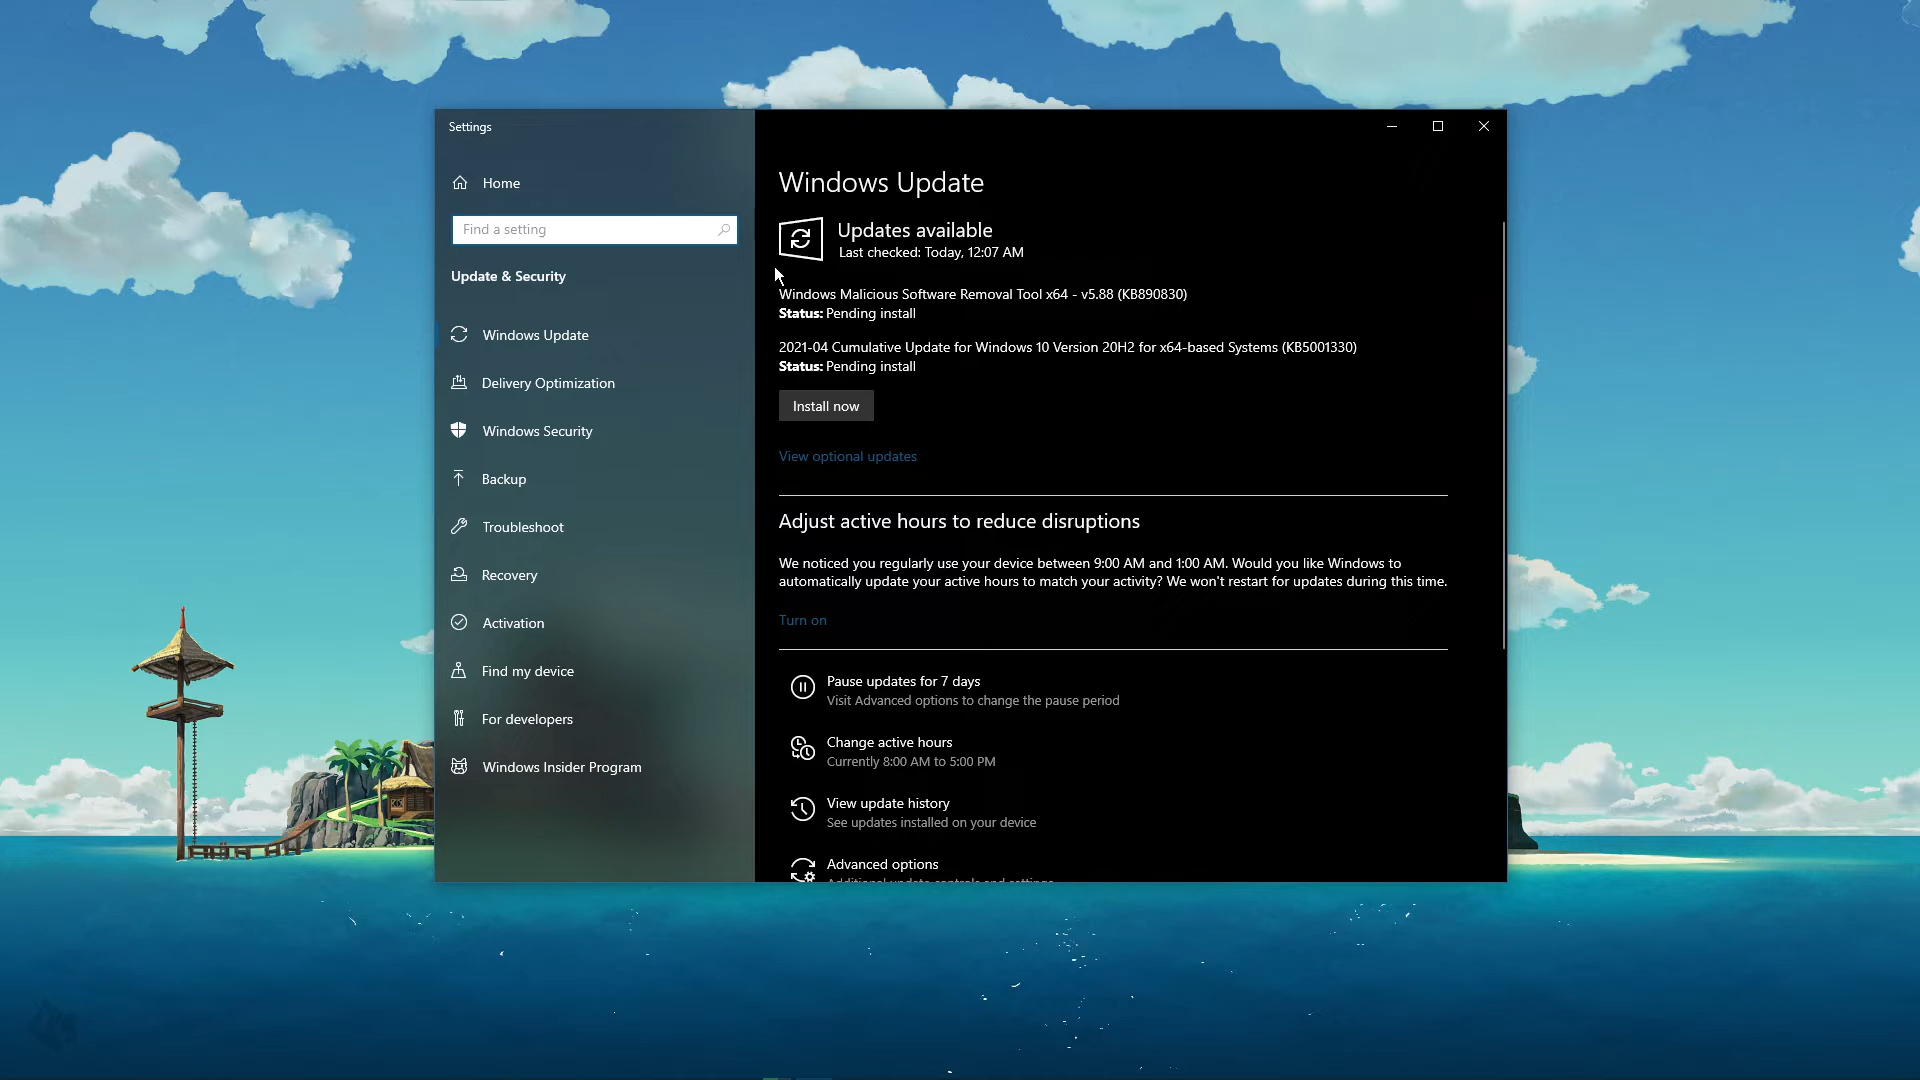 Settings
Home
Find a setting
Update & Security
Windows Update
Delivery Optimization
Windows Security
Backup
Troubleshoot
Recovery
Activation
Find my device
For developers
Windows Insider Program
Windows Update
Updates available
Last checked: Today, 12:07 AM
Windows Malicious Software Removal Tool x64 - v5.88 (KB890830)
Status: Pending install
2021-04 Cumulative Update for Windows 10 Version 20H2 for x64-based Systems (KB5001330)
Status: Pending install
Install now
View optional updates
Adjust active hours to reduce disruptions
We noticed you regularly use your device between 9:00 AM and 1:00 AM. Would you like Windows to
automatically update your active hours to match your activity? We won't restart for updates during this time.
Turn on
Pause updates for 7 days
Visit Advanced options to change the pause period
Change active hours
Currently 8:00 AM to 5:00 PM
View update history
See updates installed on your device
Advanced options
Additional update controls and settings